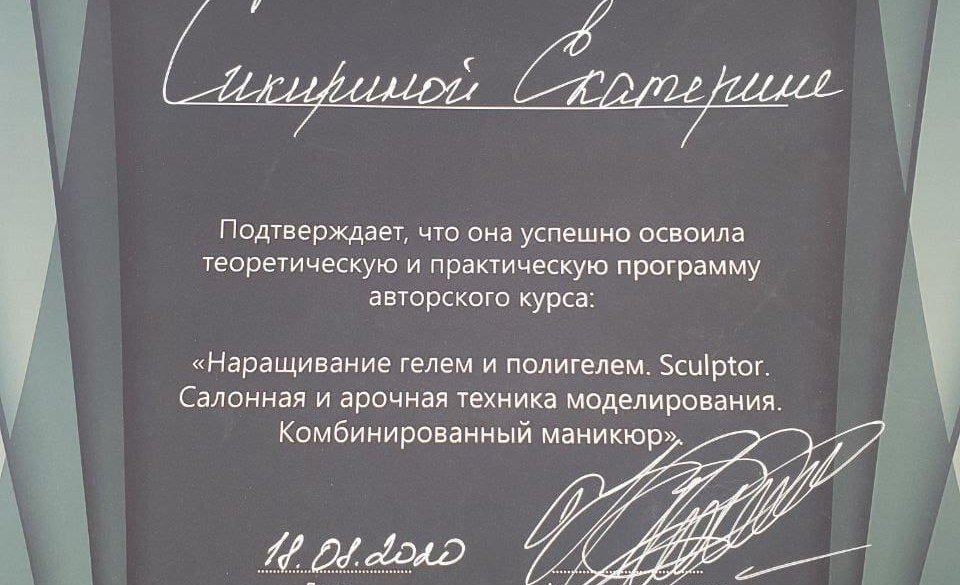 Сикириной Екатерине
Подтверждает, что она успешно освоила
теоретическую и практическую программу
авторского курса:
«Наращивание гелем и полигелем. Sculptor.
Салонная и арочная техника моделирования.
Комбинированный маникюр».
18.08.2020